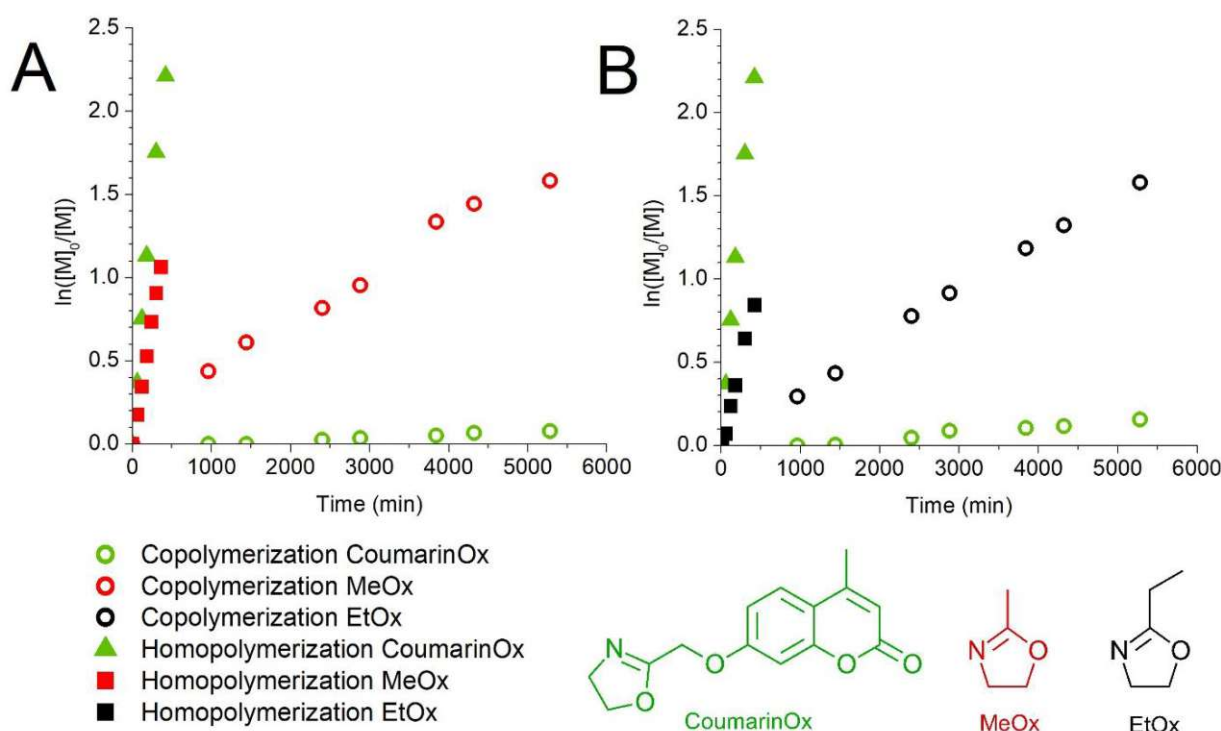 A
2.5
2.0
1.5
1.0
0.5
0.0
ln([M]₀/[M])
0 1000 2000 3000 4000 5000 6000
Time (min)
B
2.5
2.0
1.5
1.0
0.5
0.0
ln([M]₀/[M])
0 1000 2000 3000 4000 5000 6000
Time (min)
Copolymerization CoumarinOx
Copolymerization MeOx
Copolymerization EtOx
Homopolymerization CoumarinOx
Homopolymerization MeOx
Homopolymerization EtOx
N
O
O
O
O
CoumarinOx
N
O
MeOx
N
O
EtOx